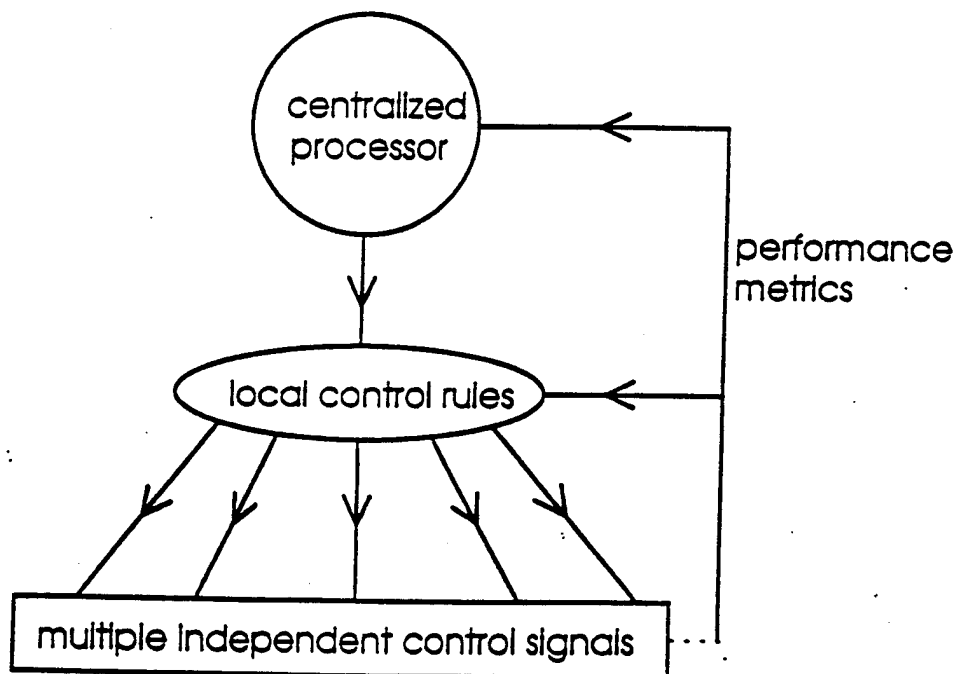 centralized
processor
performance
metrics
local control rules
multiple independent control signals